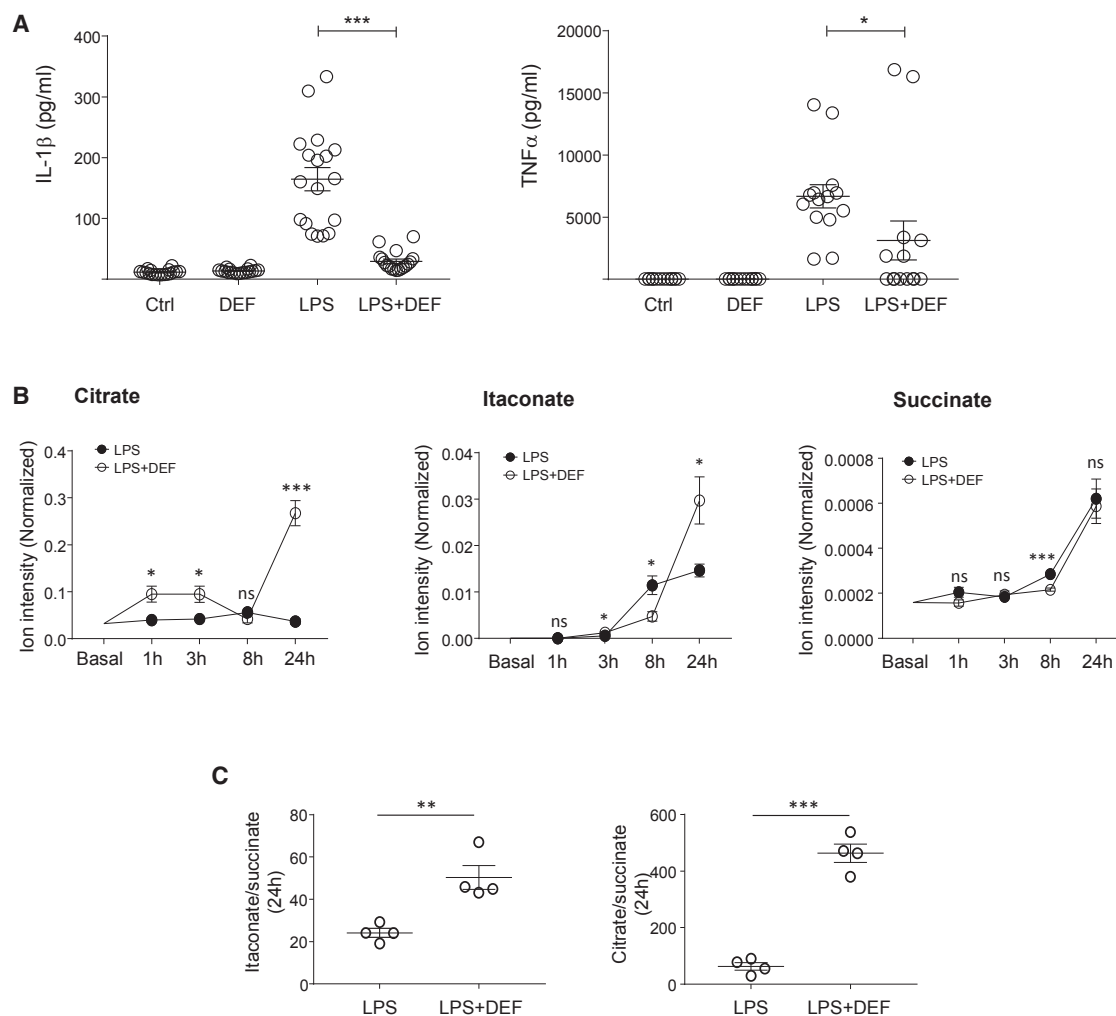 A
IL-1β (pg/ml)
400
300
200
100
***
Ctrl DEF LPS LPS+DEF
TNFα (pg/ml)
20000
15000
10000
5000
*
Ctrl DEF LPS LPS+DEF
B
Citrate
LPS
LPS+DEF
Ion intensity (Normalized)
0.4
0.3
0.2
0.1
0.0
* * ns ***
Basal 1h 3h 8h 24h
Itaconate
LPS
LPS+DEF
Ion intensity (Normalized)
0.04
0.03
0.02
0.01
0.00
ns * * *
Basal 1h 3h 8h 24h
Succinate
LPS
LPS+DEF
Ion intensity (Normalized)
0.0008
0.0006
0.0004
0.0002
0.0000
ns ns *** ns
Basal 1h 3h 8h 24h
C
Itaconate/succinate
(24h)
80
60
40
20
0
**
LPS LPS+DEF
Citrate/succinate
(24h)
600
400
200
0
***
LPS LPS+DEF